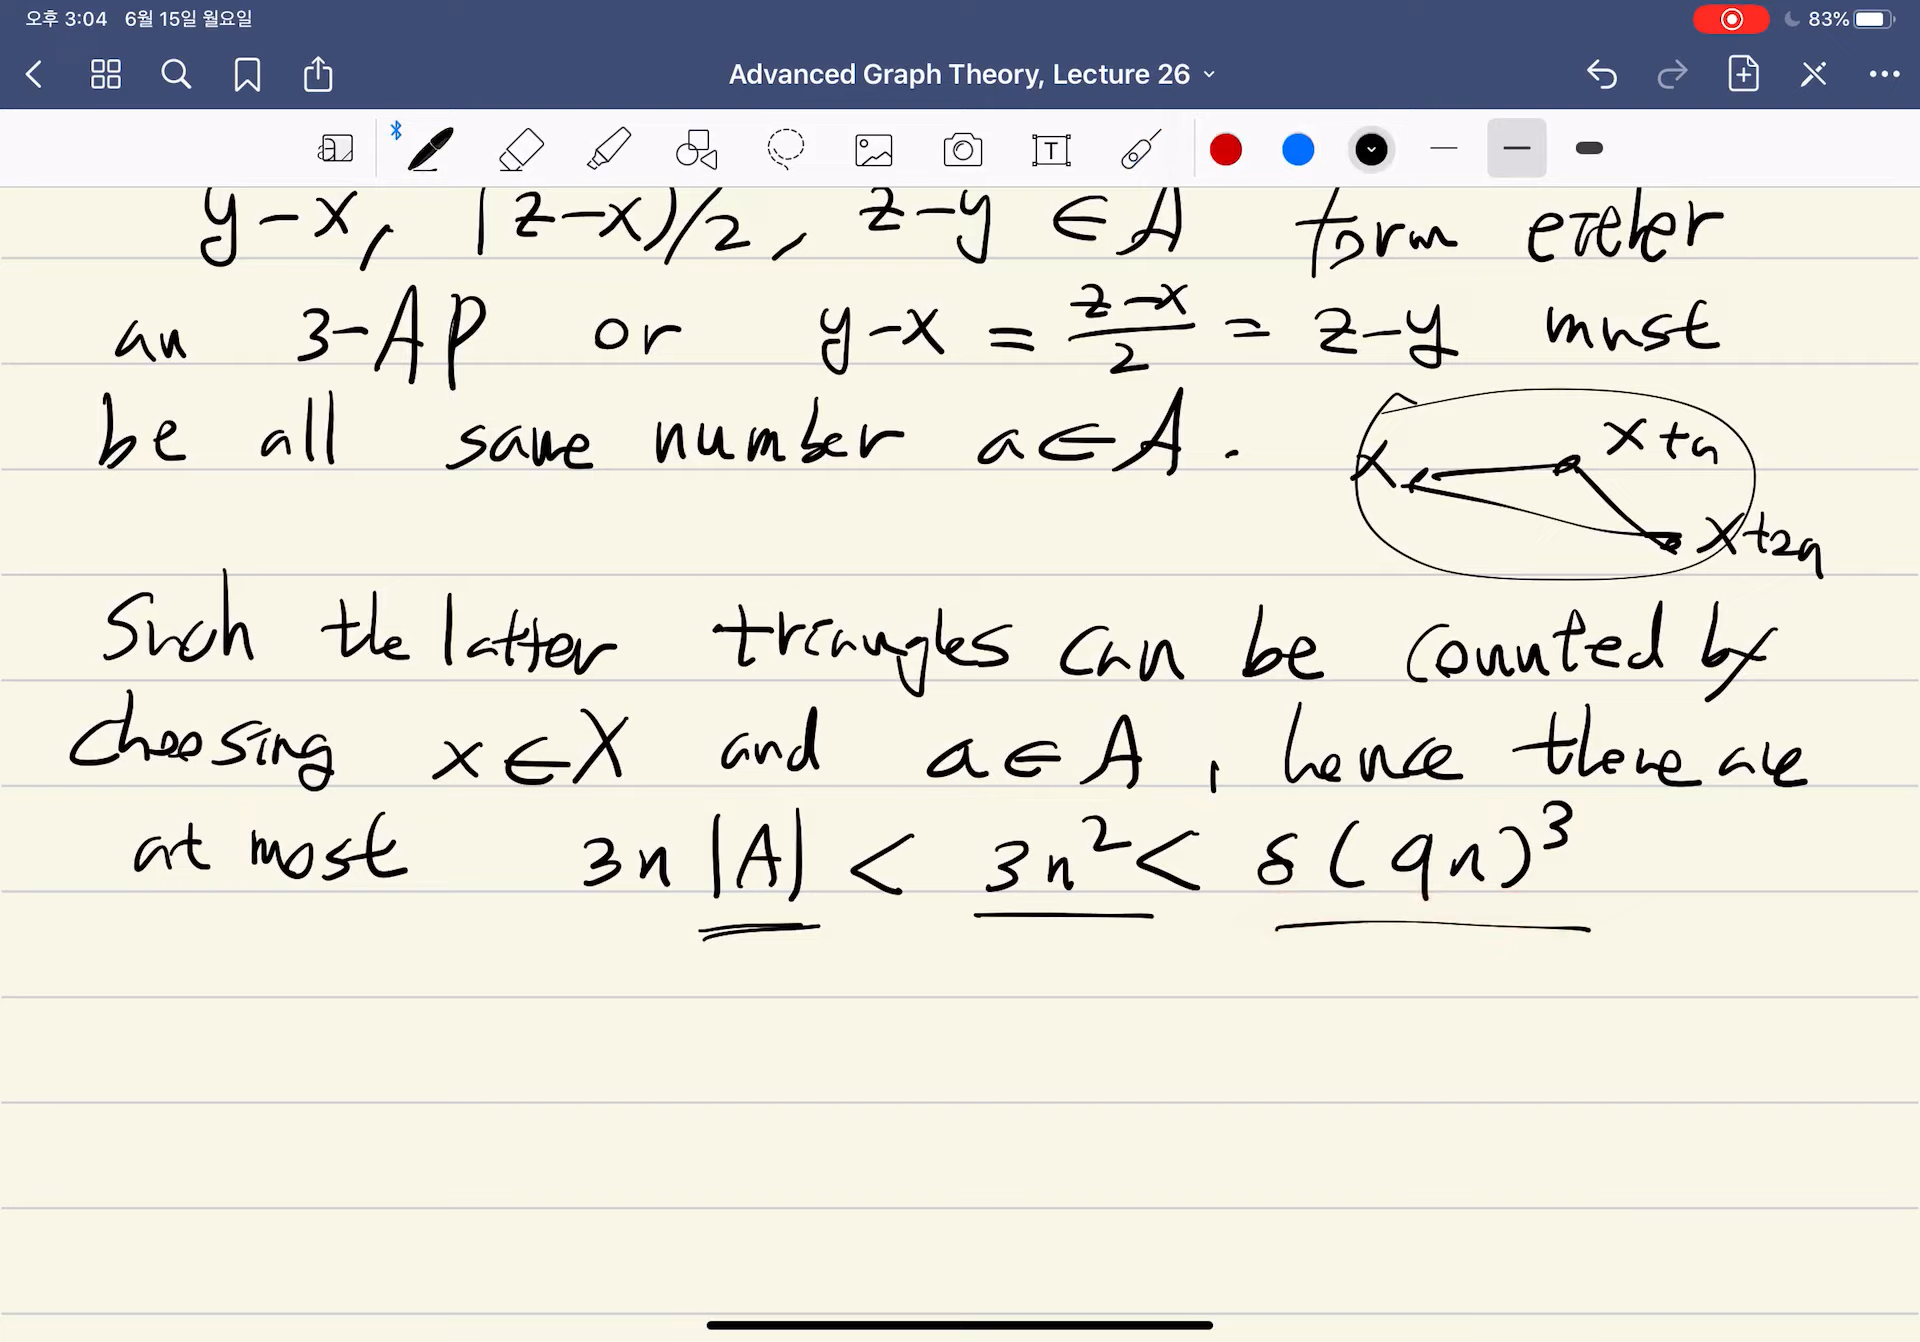 오후 3:04 6월 15일 월요일 83%
Advanced Graph Theory, Lecture 26
y-x, (z-x)/2, z-y ∈ A form either
an 3-AP or y-x = \frac{z-x}{2} = z-y must
be all same number a∈A.
x x+a
x+2a
Such the latter triangles can be counted by
choosing x∈X and a∈A, hence there are
at most 3n|A| < 3n² < δ(9n)³